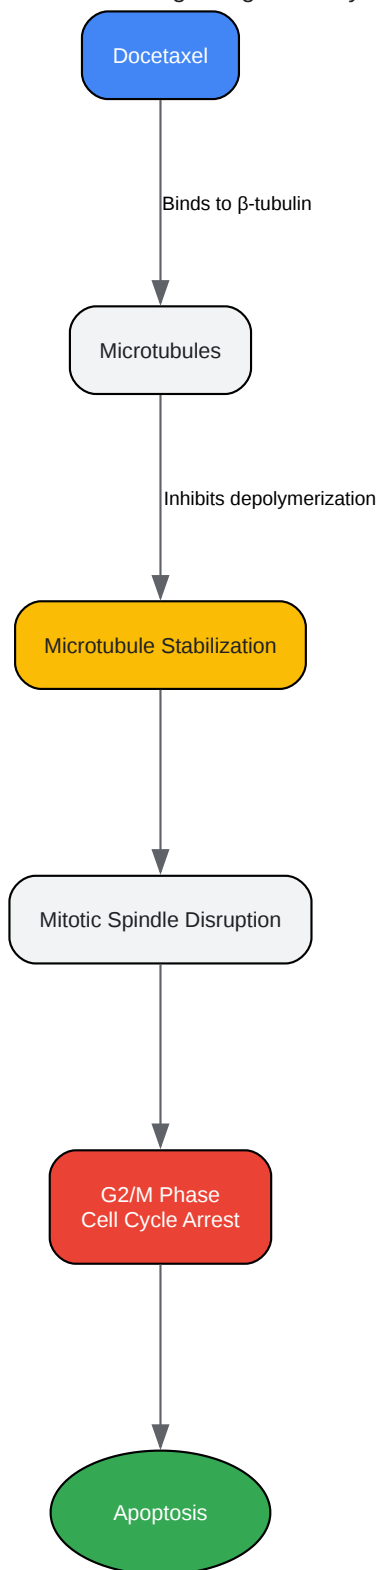 Docetaxel
Binds to β-tubulin
Microtubules
Inhibits depolymerization
Microtubule Stabilization
Mitotic Spindle Disruption
G2/M Phase
Cell Cycle Arrest
Apoptosis